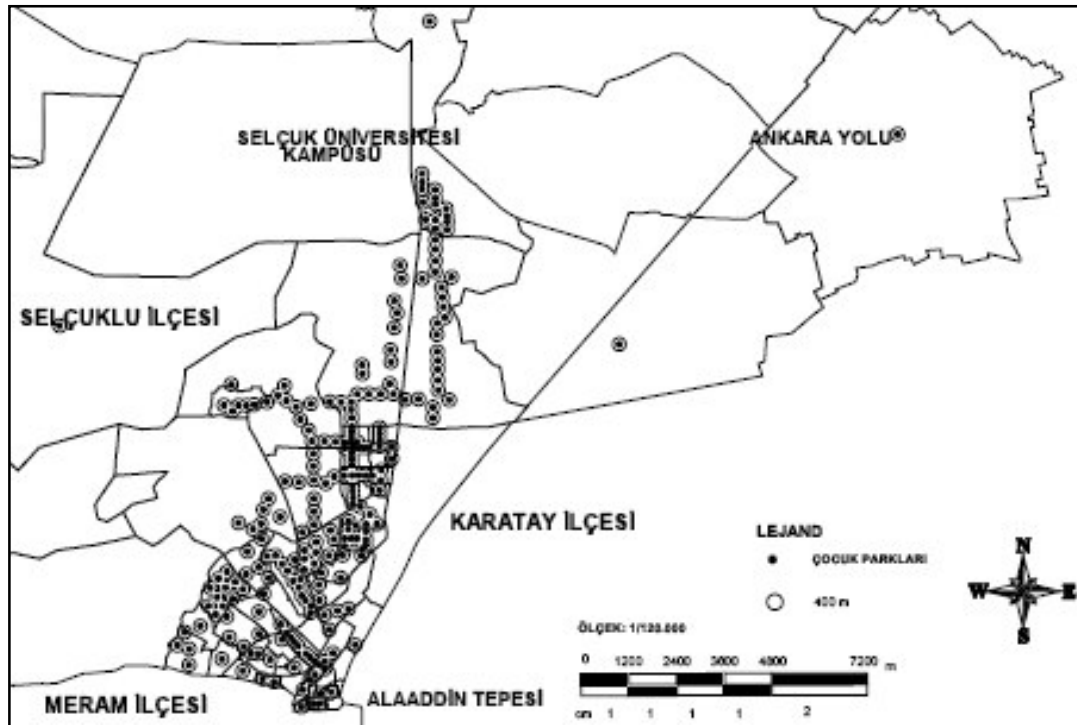 SELÇUK ÜNİVERSİTESİ
KAMPÜSÜ
ANKARA YOLU
SELÇUKLU İLÇESİ
KARATAY İLÇESİ
LEJAND
ÇOCUK PARKLARI
400 m
N
W E
S
ÖLÇEK: 1/120.000
0 1200 2400 3600 4800 7200 m
cm 1 1 1 1 2
MERAM İLÇESİ
ALAADDİN TEPESİ